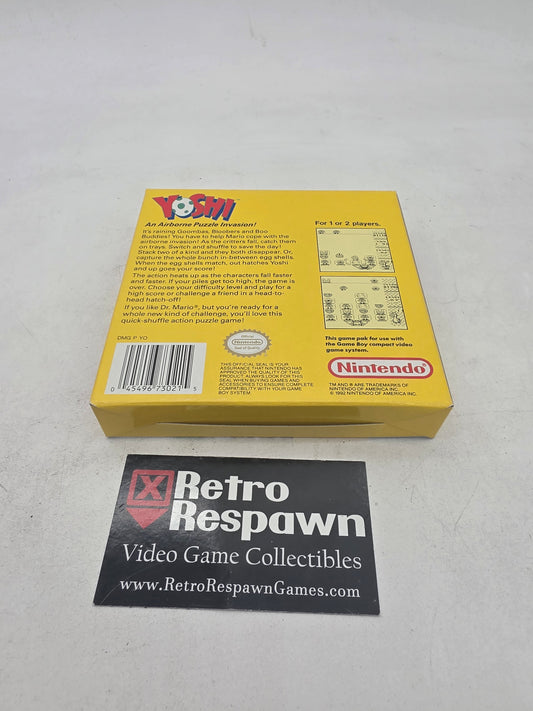 YOSHI
An Airborne Puzzle Invasion!
It's raining Goombas, Bloobers and Boo
Buddies! You have to help Mario cope with the
airborne invasion! As the critters fall, catch them
on trays. Switch and shuffle to save the day!
Stack two of a kind and they both disappear. Or,
capture the whole bunch in-between egg shells.
When the egg shells match, out hatches Yoshi
and up goes your score!
The action heats up as the characters fall faster
and faster. If your piles get too high, the game is
over. Choose your difficulty level and play for a
high score or challenge a friend in a head-to-
head hatch-off!
If you like Dr. Mario®, but you're ready for a
whole new kind of challenge, you'll love this
quick-shuffle action puzzle game!
DMG P YO
0 45496 73021 5
Official
Nintendo
Seal of Quality
THIS OFFICIAL SEAL IS YOUR
ASSURANCE THAT NINTENDO HAS
APPROVED THE QUALITY OF THIS
PRODUCT. ALWAYS LOOK FOR THIS
SEAL WHEN BUYING GAMES AND
ACCESSORIES TO ENSURE COMPLETE
COMPATIBILITY WITH YOUR GAME
BOY SYSTEM
For 1 or 2 players.
This game pak for use with
the Game Boy compact video
game system.
Nintendo
TM AND ® ARE TRADEMARKS OF
NINTENDO OF AMERICA INC.
© 1992 NINTENDO OF AMERICA INC.
X Retro
Respawn
Video Game Collectibles
www.RetroRespawnGames.com